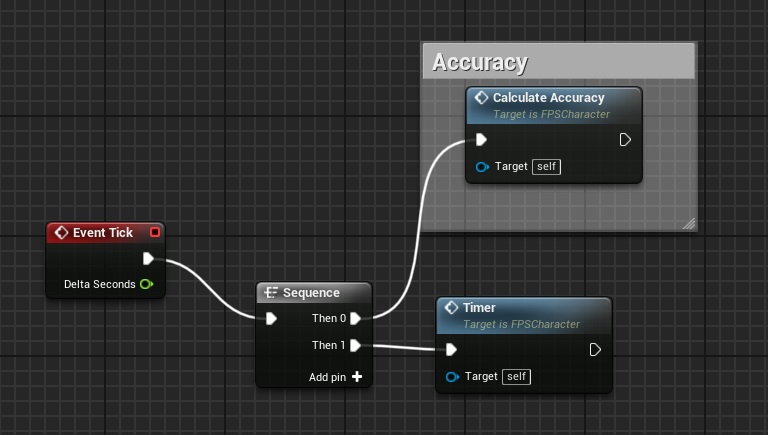 Accuracy
Calculate Accuracy
Target is FPSCharacter
Target self
Event Tick
Delta Seconds
Sequence
Then 0
Then 1
Add pin
Timer
Target is FPSCharacter
Target self